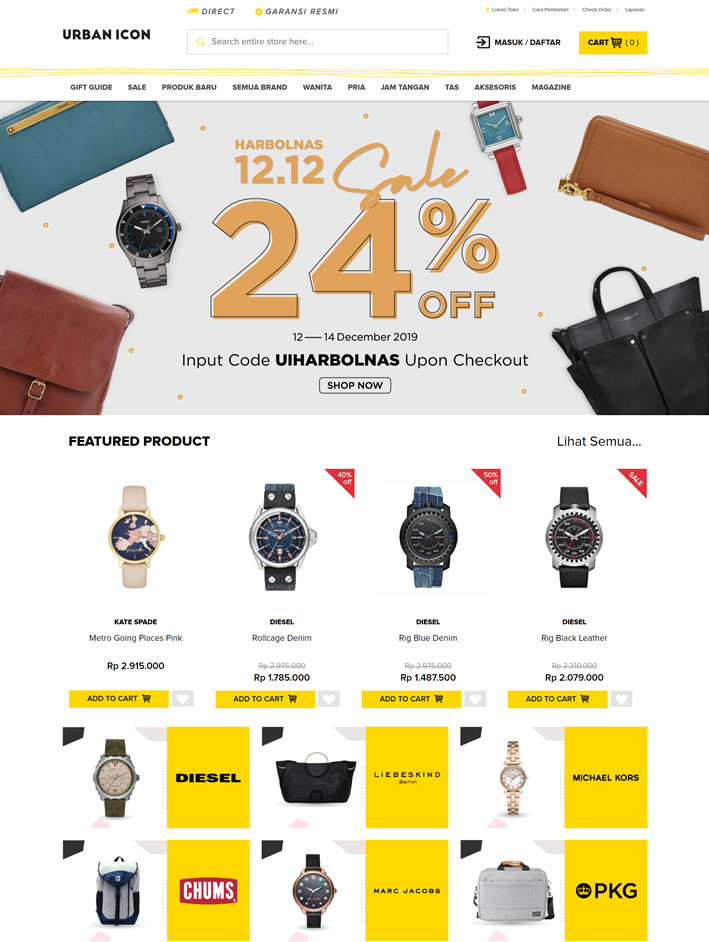 DIRECT GARANSI RESMI
Lokasi Toko | Cara Pembelian | Check Order | Layanan
URBAN ICON
Search entire store here...
MASUK / DAFTAR
CART ( 0 )
GIFT GUIDE SALE PRODUK BARU SEMUA BRAND WANITA PRIA JAM TANGAN TAS AKSESORIS MAGAZINE
HARBOLNAS
12.12 Sale
24% OFF
12 — 14 December 2019
Input Code UIHARBOLNAS Upon Checkout
SHOP NOW
FEATURED PRODUCT Lihat Semua...
40% off
50% off
SALE
KATE SPADE DIESEL DIESEL DIESEL
Metro Going Places Pink Rollcage Denim Rig Blue Denim Rig Black Leather
Rp 2.975.000 Rp 2.975.000 Rp 2.310.000
Rp 2.915.000 Rp 1.785.000 Rp 1.487.500 Rp 2.079.000
ADD TO CART ADD TO CART ADD TO CART ADD TO CART
DIESEL LIEBESKIND MICHAEL KORS
Berlin
CHUMS MARC JACOBS PKG